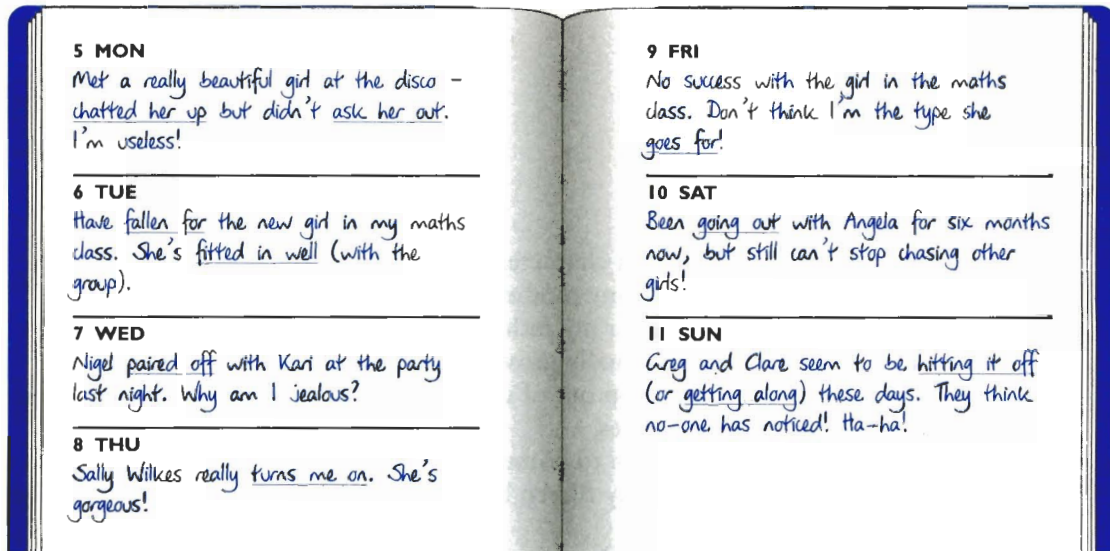 5 MON
Met a really beautiful girl at the disco –
chatted her up but didn't ask her out.
I'm useless!
6 TUE
Have fallen for the new girl in my maths
class. She's fitted in well (with the
group).
7 WED
Nigel paired off with Kari at the party
last night. Why am I jealous?
8 THU
Sally Wilkes really turns me on. She's
gorgeous!
9 FRI
No success with the girl in the maths
class. Don't think I'm the type she
goes for!
10 SAT
Been going out with Angela for six months
now, but still can't stop chasing other
girls!
11 SUN
Greg and Clare seem to be hitting it off
(or getting along) these days. They think
no-one has noticed! Ha-ha!